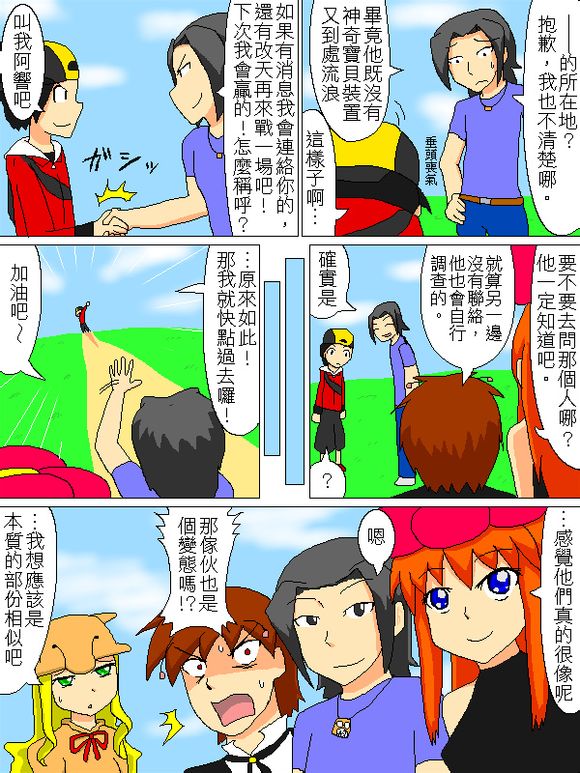 ──的所在地？
抱歉，我也不清楚哪。
畢竟他既沒有
神奇寶貝裝置
又到處流浪
垂頭喪氣
這樣子啊…
如果有消息我會連絡你的，
還有改天再來戰一場吧！
下次我會贏的！怎麼稱呼？
叫我阿響吧
ガシッ
要不要去問那個人哪？
他一定知道吧。
就算另一邊
沒有聯絡，
他也會自行
調查的。
確實是
？
…原來如此！
那我就快點過去囉！
加油吧～
…感覺他們真的很像呢
嗯
那傢伙也是
個變態嗎!?
…我想應該是
本質的部份相似吧